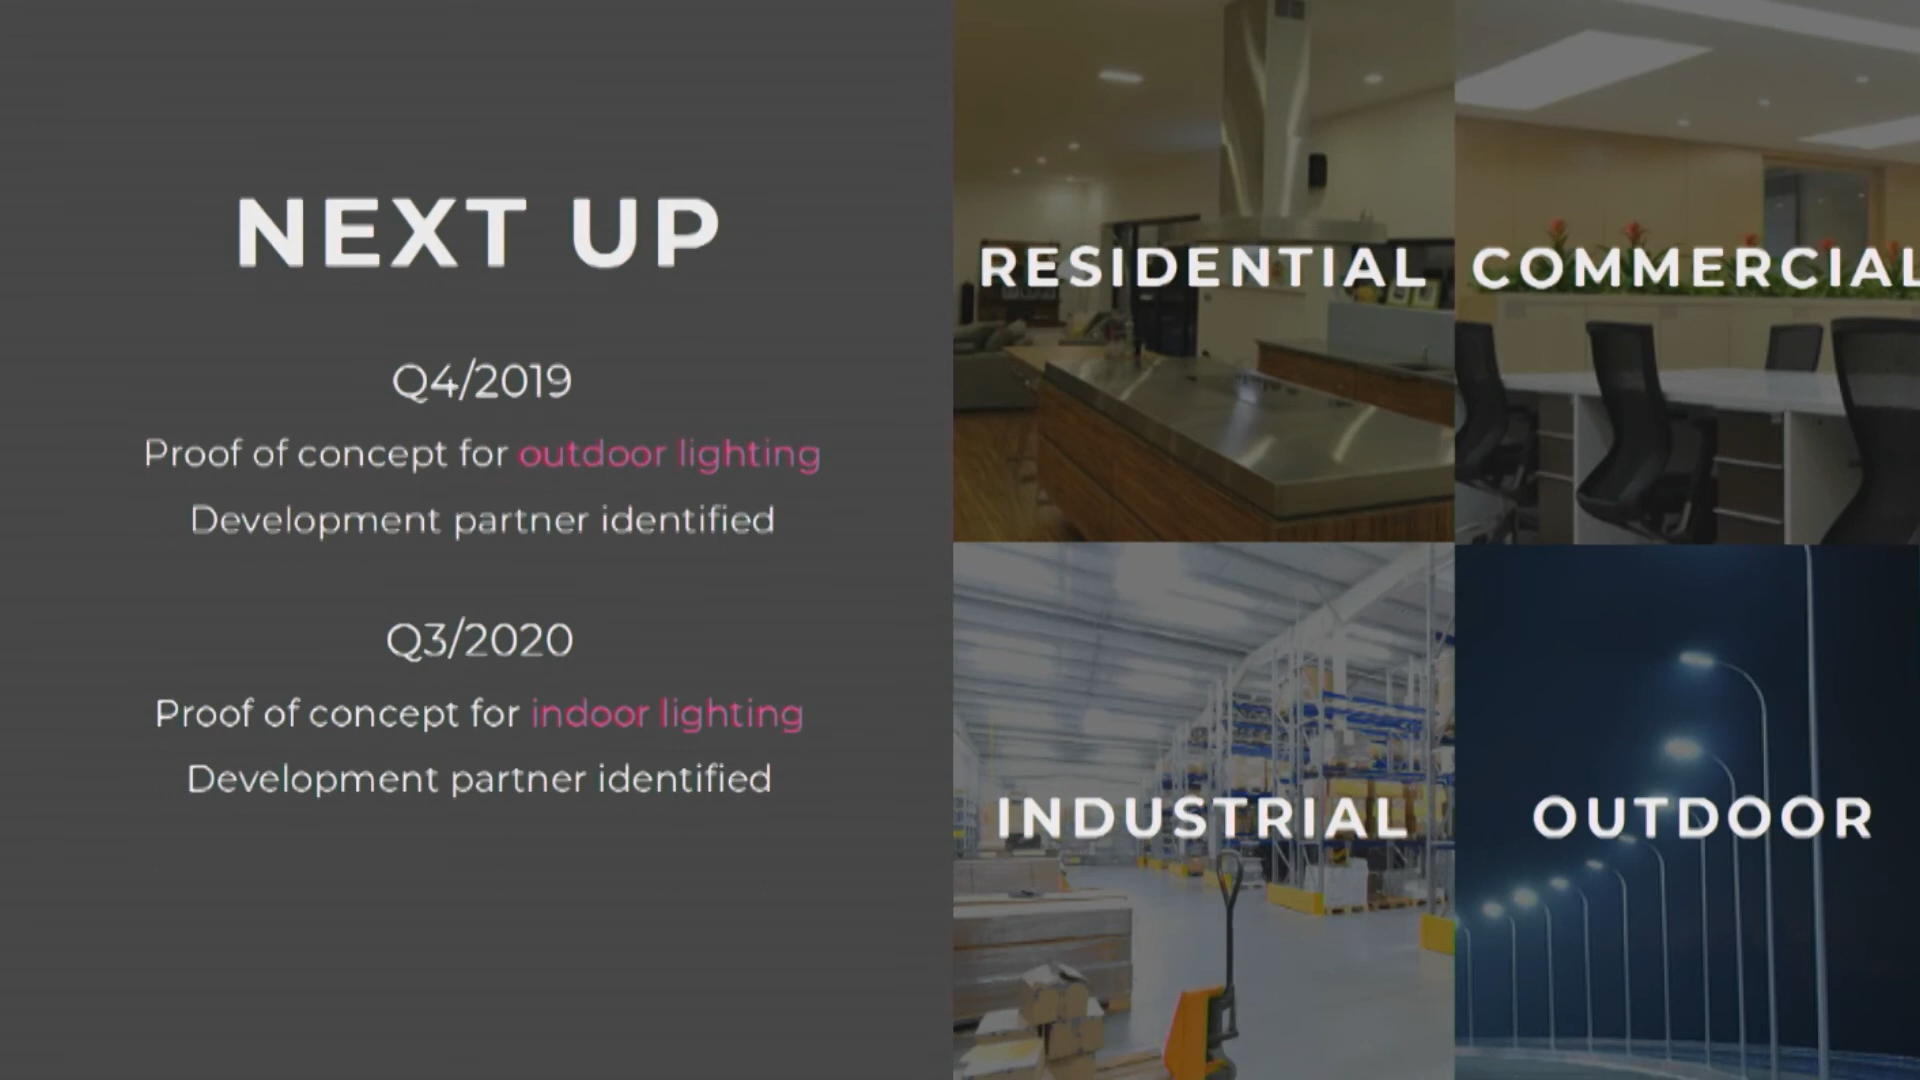 NEXT UP
Q4/2019
Proof of concept for outdoor lighting
Development partner identified
Q3/2020
Proof of concept for indoor lighting
Development partner identified
RESIDENTIAL
COMMERCIAL
INDUSTRIAL
OUTDOOR